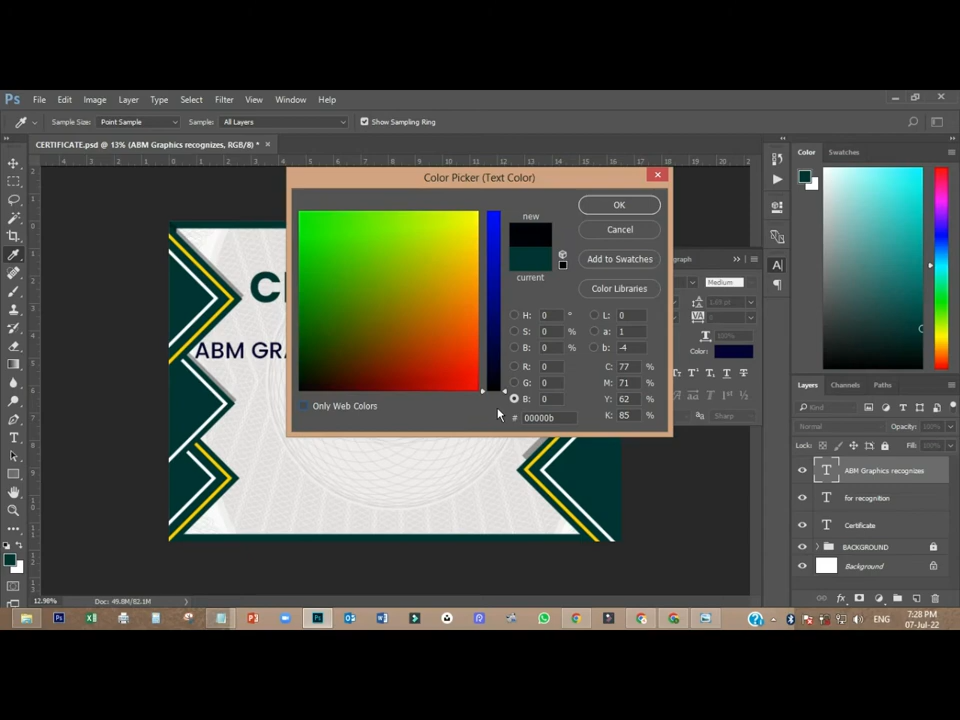 Ps File Edit Image Layer Type Select Filter View Window Help
Sample Size: Point Sample Sample: All Layers Show Sampling Ring
CERTIFICATE.psd @ 13% (ABM Graphics recognizes, RGB/8) * ×
Color Swatches
Color Picker (Text Color)
OK
new
Cancel
Add to Swatches
current
Color Libraries
H: 0 ° L: 0
S: 0 % a: 1
B: 0 % b: -4
R: 0 C: 77 %
G: 0 M: 71 %
B: 0 Y: 62 %
# 00000b K: 85 %
Only Web Colors
ABM GRA
Medium
100%
Color:
Sharp
Layers Channels Paths
Kind
Normal Opacity: 100%
Lock: Fill: 100%
ABM Graphics recognizes
for recognition
Certificate
BACKGROUND
Background
12.98% Doc: 49.8M/82.1M
ENG
7:28 PM
07-Jul-22